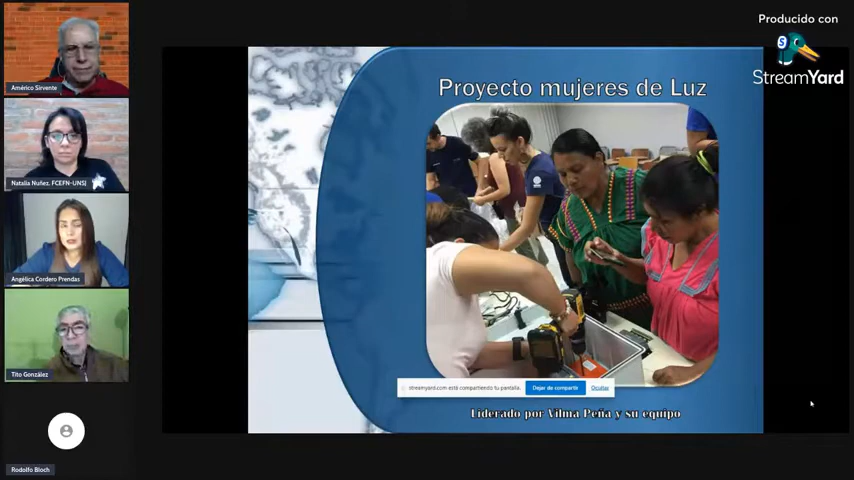 Producido con
StreamYard
Proyecto mujeres de Luz
Américo Sirvente
Natalia Nuñez. FCEFN-UNSJ
Angélica Cordero Prendas
Tito González
Rodolfo Bloch
streamyard.com está compartiendo tu pantalla.
Dejar de compartir
Ocultar
Liderado por Vilma Peña y su equipo